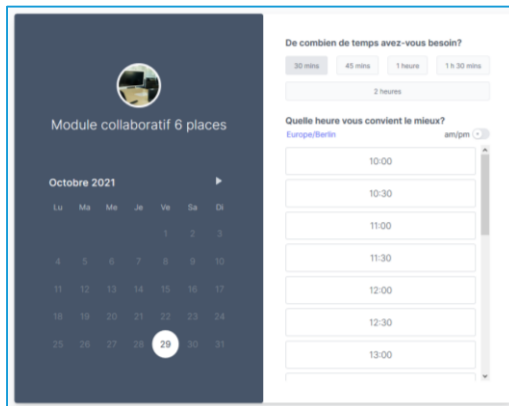 Module collaboratif 6 places
Octobre 2021
Lu Ma Me Je Ve Sa Di
1 2 3
4 5 6 7 8 9 10
11 12 13 14 15 16 17
18 19 20 21 22 23 24
25 26 27 28 29 30 31
De combien de temps avez-vous besoin?
30 mins 45 mins 1 heure 1 h 30 mins
2 heures
Quelle heure vous convient le mieux?
Europe/Berlin am/pm
10:00
10:30
11:00
11:30
12:00
12:30
13:00